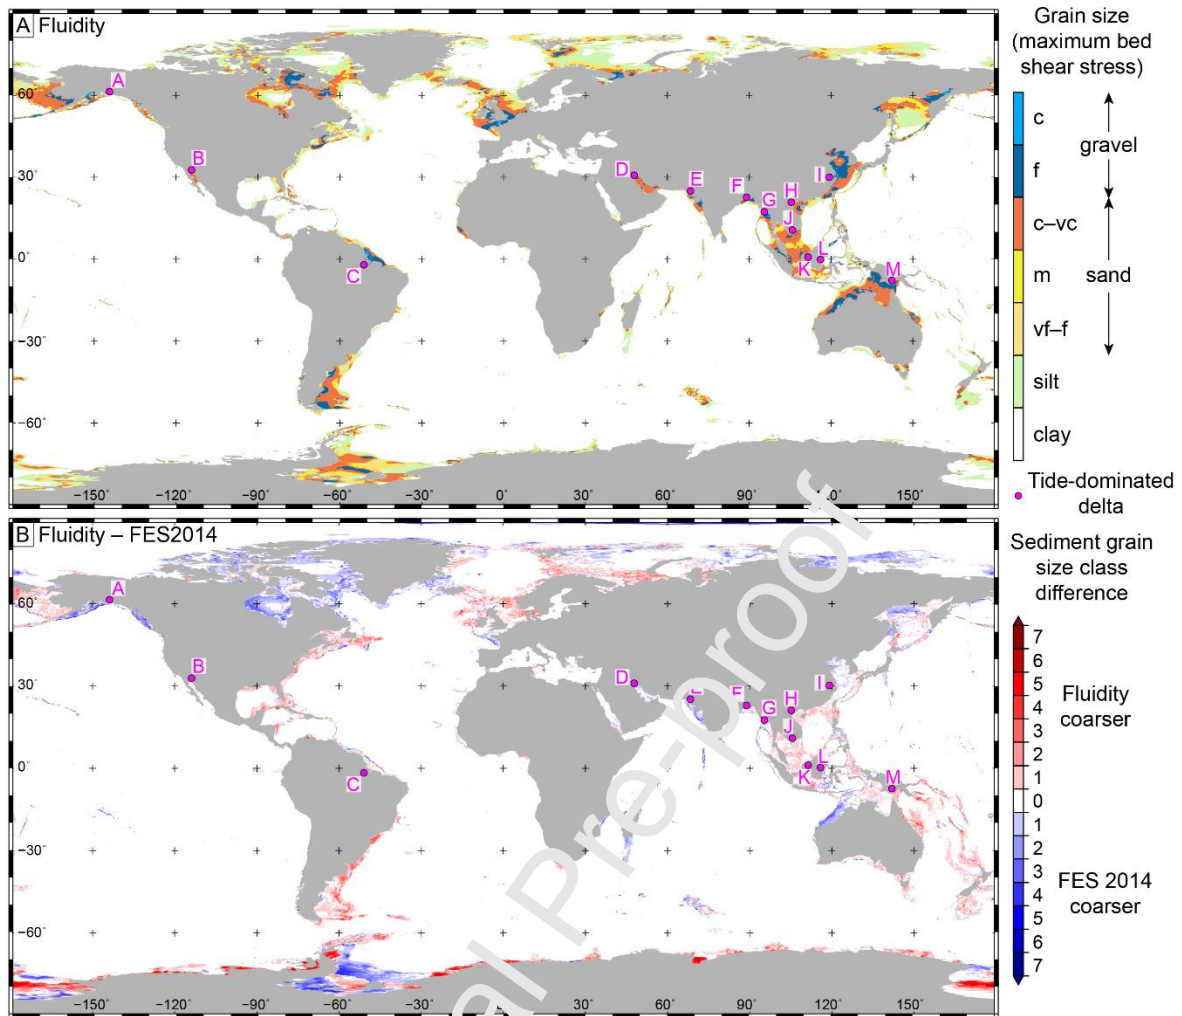 A Fluidity
Grain size
(maximum bed
shear stress)
c
f
c–vc
m
vf–f
silt
clay
gravel
sand
Tide-dominated
delta
60°
30°
0°
−30°
−60°
−150° −120° −90° −60° −30° 0° 30° 60° 90° 120° 150°
A
B
C
D
E
F
G
H
I
J
K
L
M
B Fluidity – FES2014
Sediment grain
size class
difference
7
6
5
4
3
2
1
0
1
2
3
4
5
6
7
Fluidity
coarser
FES 2014
coarser
60°
30°
0°
−30°
−60°
−150° −120° −90° −60° −30° 0° 30° 60° 90° 120° 150°
A
B
C
D
G
H
I
J
K
L
M
al Pre-proof